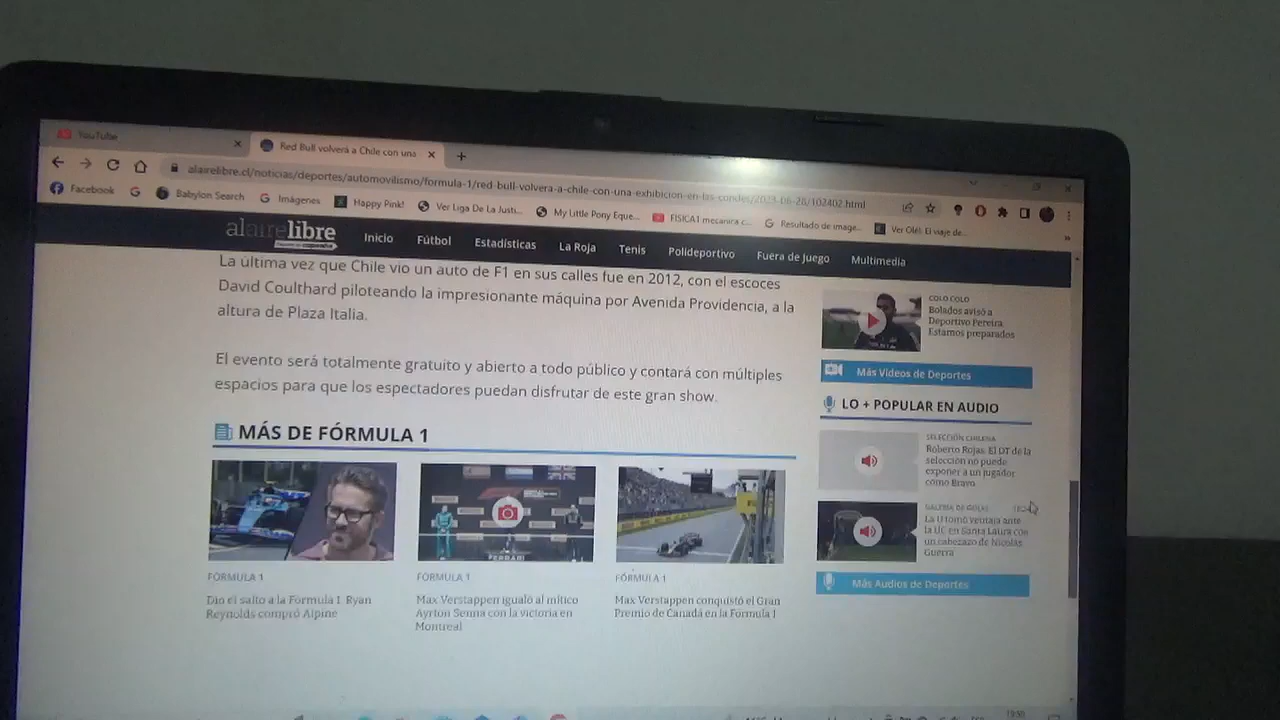 YouTube
Red Bull volverá a Chile con una
alairelibre.cl/noticias/deportes/automovilismo/formula-1/red-bull-volvera-a-chile-con-una-exhibicion-en-las-condes/2023-06-26/102402.html
Facebook
Babylon Search
Imágenes
Happy Pink!
Ver Liga De La Justi...
My Little Pony Eque...
FISICA1 mecanica c...
Resultado de image...
Ver Olé!: El viaje de...
alairelibre
Inicio Fútbol Estadísticas La Roja Tenis Polideportivo Fuera de Juego Multimedia
La última vez que Chile vio un auto de F1 en sus calles fue en 2012, con el escoces
David Coulthard piloteando la impresionante máquina por Avenida Providencia, a la
altura de Plaza Italia.
El evento será totalmente gratuito y abierto a todo público y contará con múltiples
espacios para que los espectadores puedan disfrutar de este gran show.
MÁS DE FÓRMULA 1
FÓRMULA 1
Dio el salto a la Fórmula 1: Ryan
Reynolds compró Alpine
FÓRMULA 1
Max Verstappen igualó al mítico
Ayrton Senna con la victoria en
Montreal
FÓRMULA 1
Max Verstappen conquistó el Gran
Premio de Canadá en la Fórmula 1
COLO COLO
Bolados avisó a
Deportivo Pereira:
Estamos preparados
Más Videos de Deportes
LO + POPULAR EN AUDIO
SELECCIÓN CHILENA
Roberto Rojas: El DT de la
selección no puede
exponer a un jugador
como Bravo
GALERÍA DE GOLES
La U tomó ventaja ante
la UC en Santa Laura con
un cabezazo de Nicolás
Guerra
Más Audios de Deportes